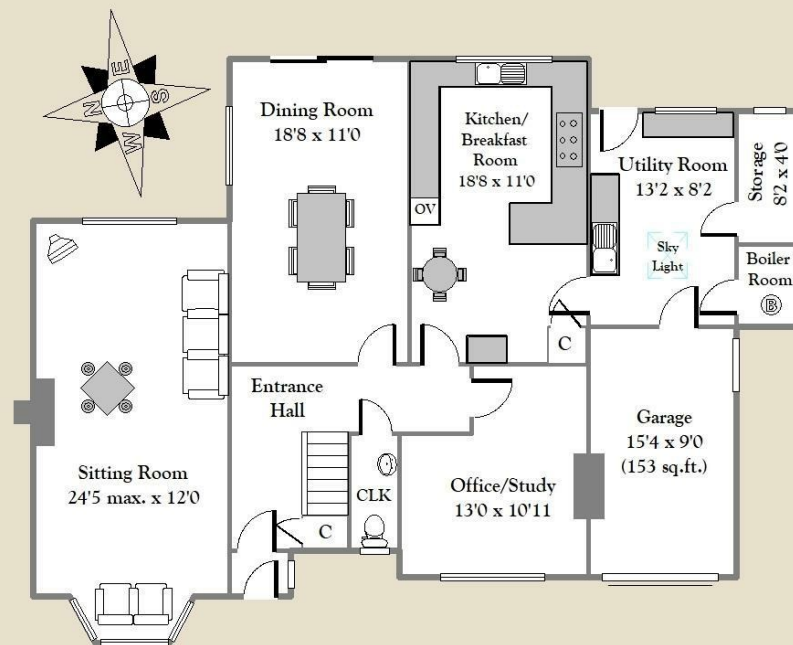 E
N
S
W
Dining Room
18'8 x 11'0
Kitchen/
Breakfast
Room
18'8 x 11'0
OV
Utility Room
13'2 x 8'2
Storage
8'2 x 4'0
Sky
Light
Boiler
Room
B
C
Entrance
Hall
Sitting Room
24'5 max. x 12'0
CLK
C
Office/Study
13'0 x 10'11
Garage
15'4 x 9'0
(153 sq.ft.)